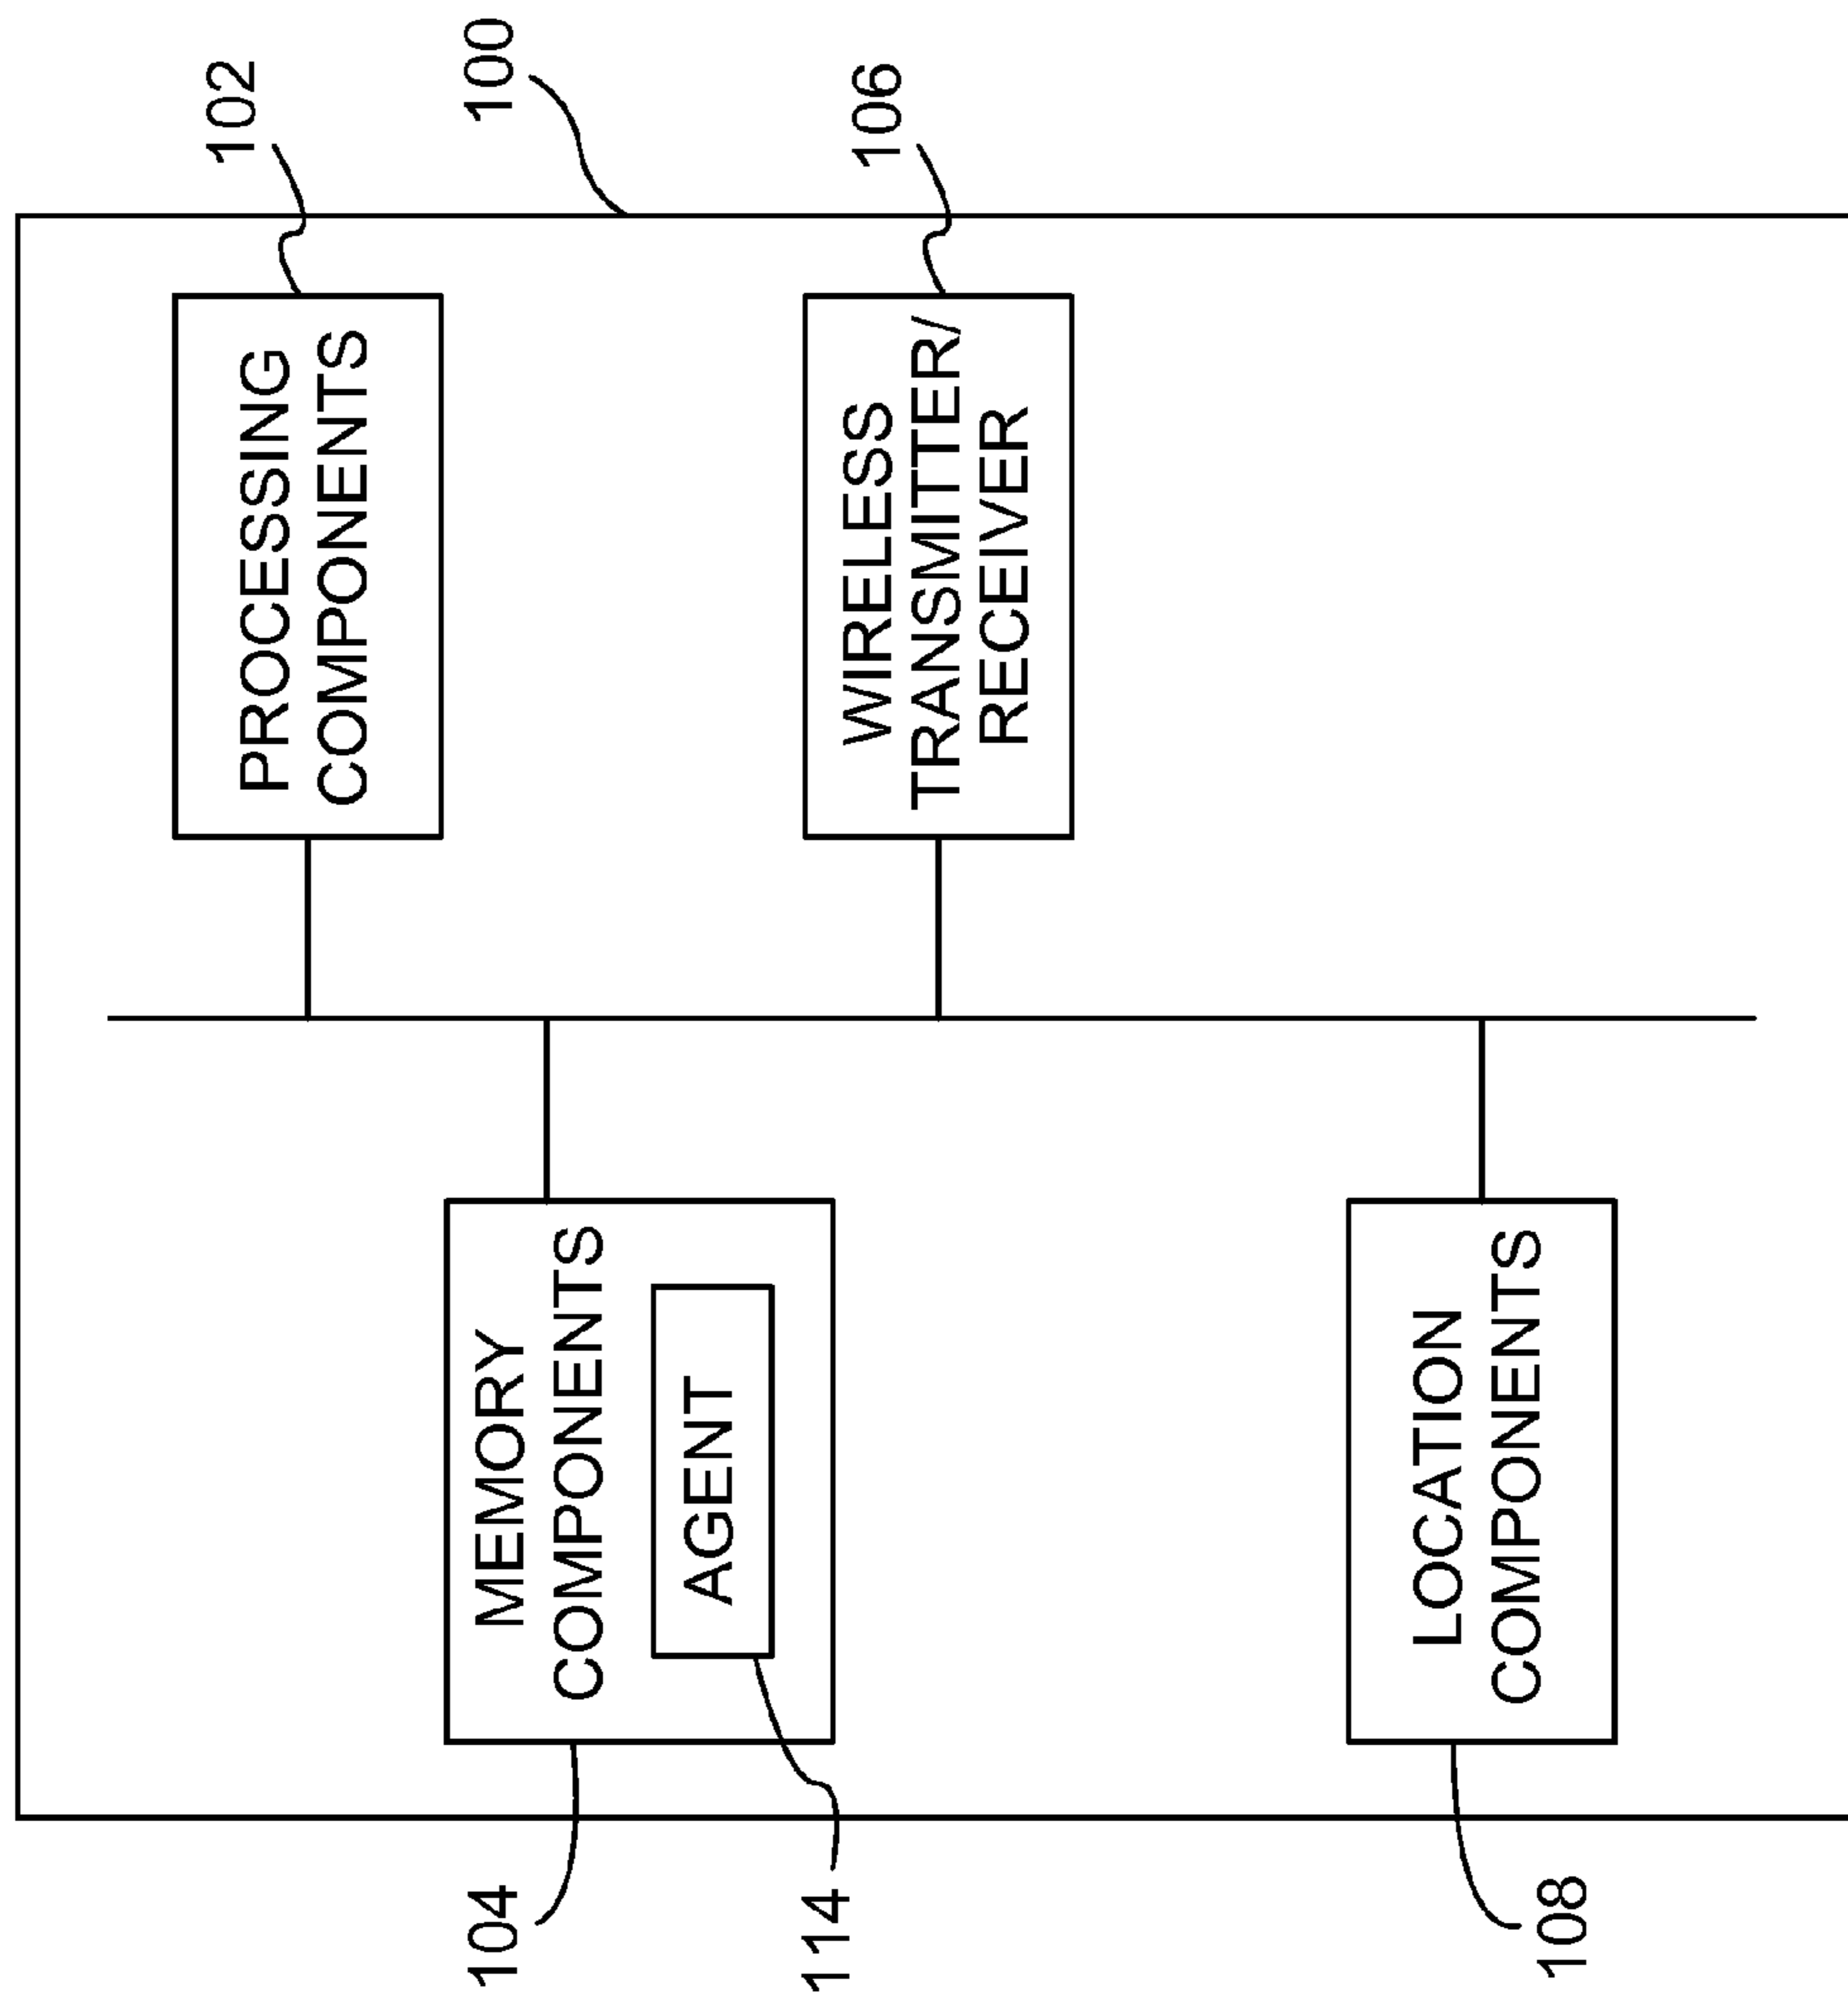 100
102
PROCESSING
COMPONENTS
104
MEMORY
COMPONENTS
AGENT
114
106
WIRELESS
TRANSMITTER/
RECEIVER
108
LOCATION
COMPONENTS